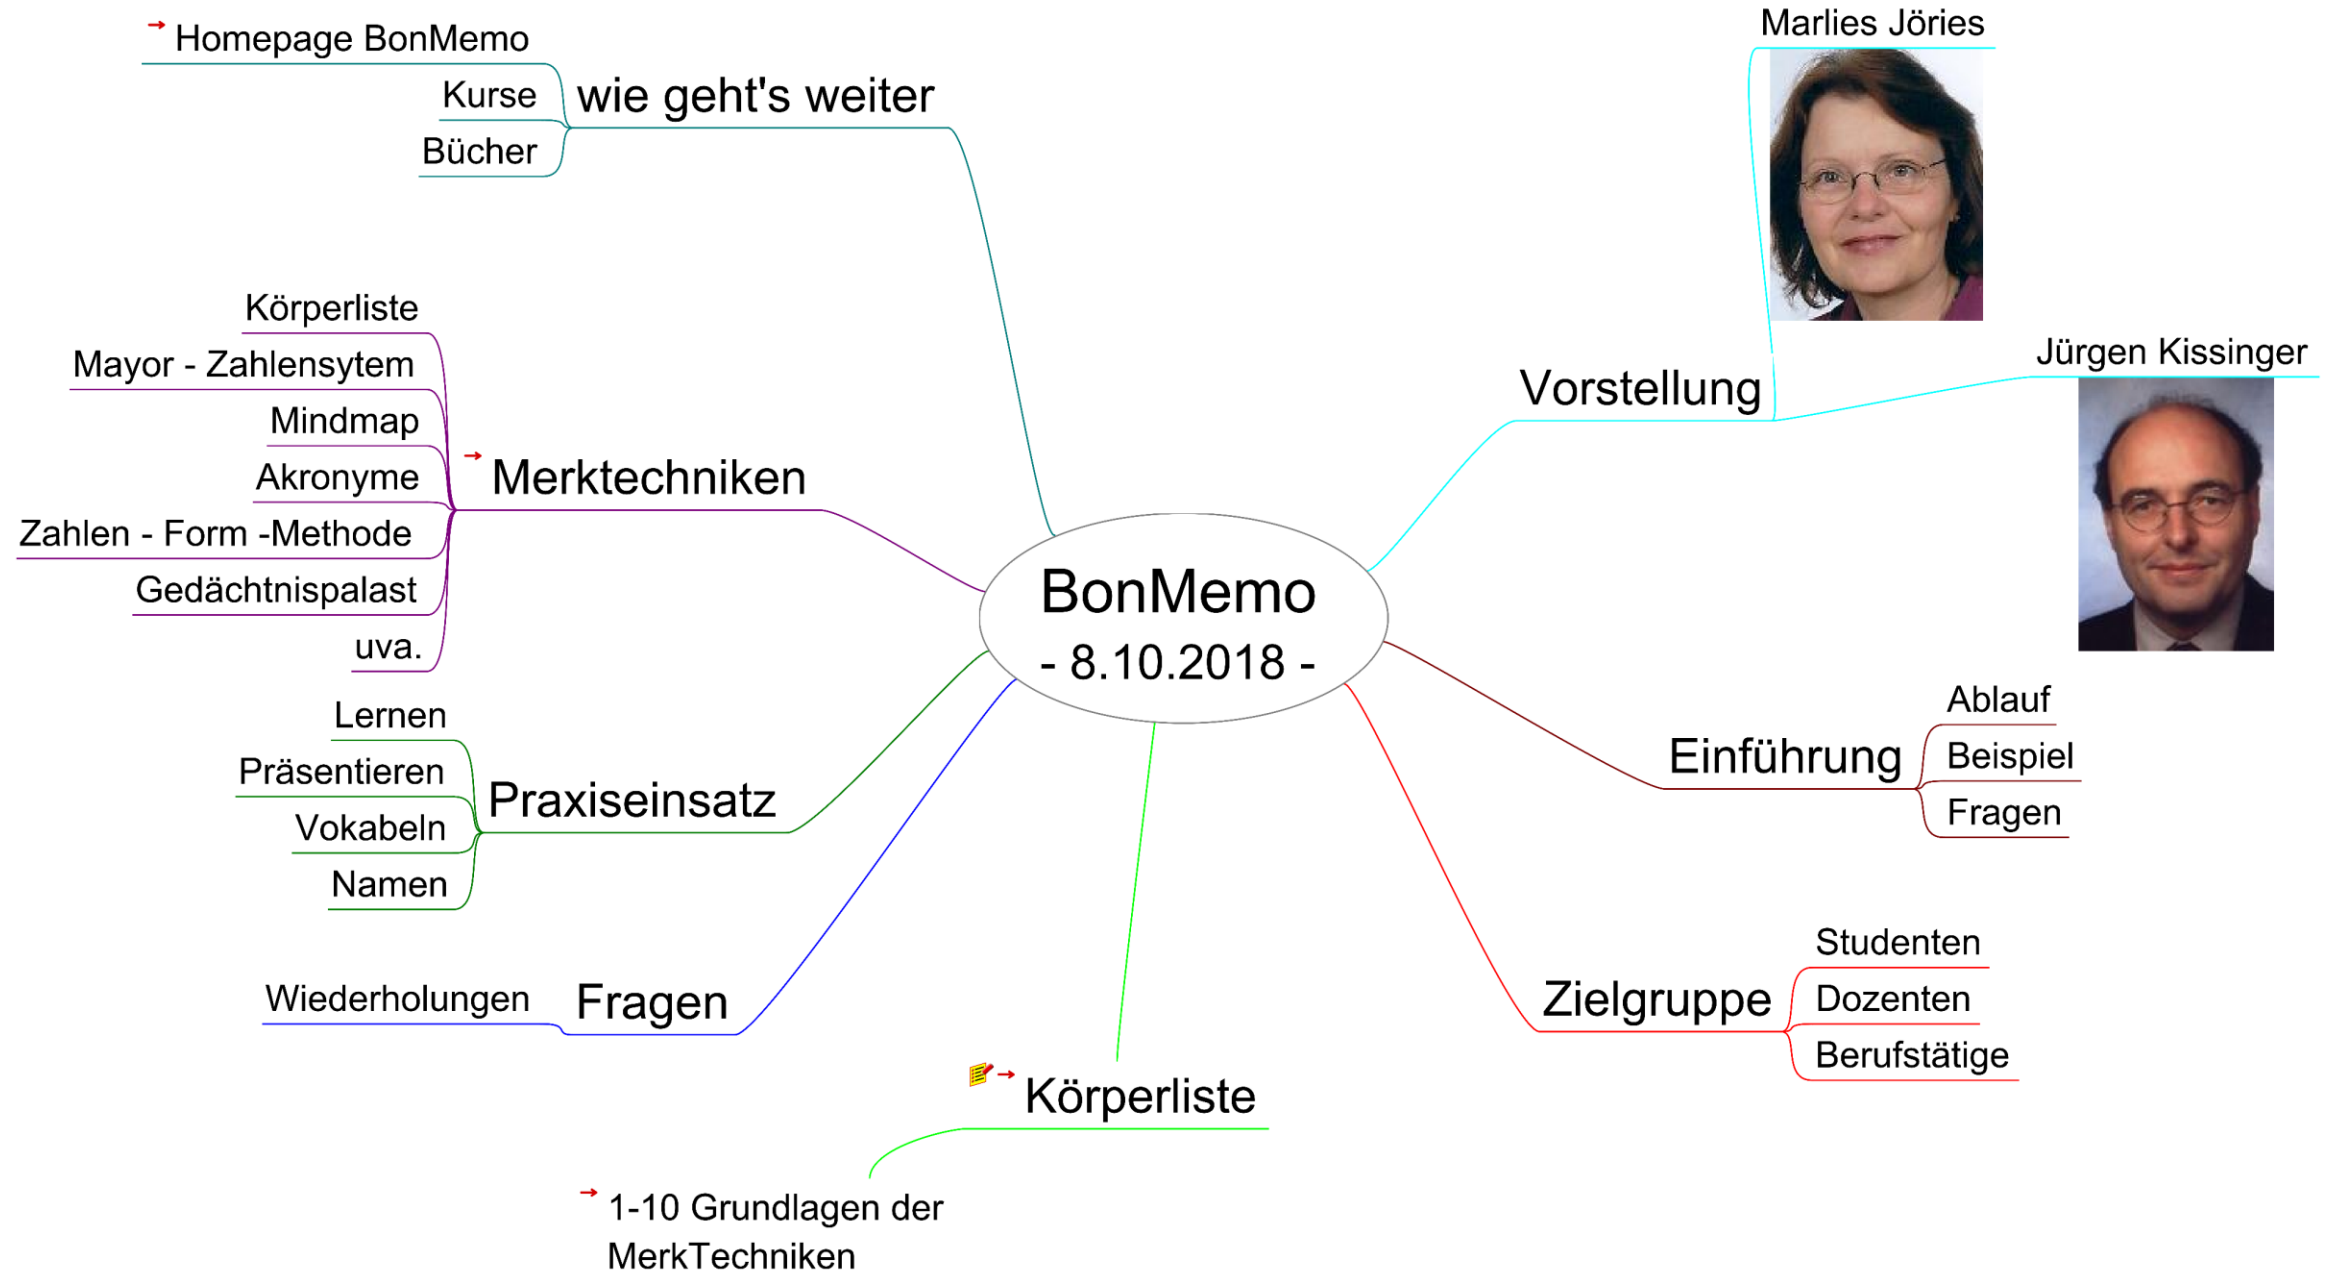 BonMemo
- 8.10.2018 -
Vorstellung
Marlies Jöries
Jürgen Kissinger
Einführung
Ablauf
Beispiel
Fragen
Zielgruppe
Studenten
Dozenten
Berufstätige
Körperliste
1-10 Grundlagen der
MerkTechniken
Fragen
Wiederholungen
Praxiseinsatz
Lernen
Präsentieren
Vokabeln
Namen
Merktechniken
Körperliste
Mayor - Zahlensytem
Mindmap
Akronyme
Zahlen - Form -Methode
Gedächtnispalast
uva.
wie geht's weiter
Homepage BonMemo
Kurse
Bücher